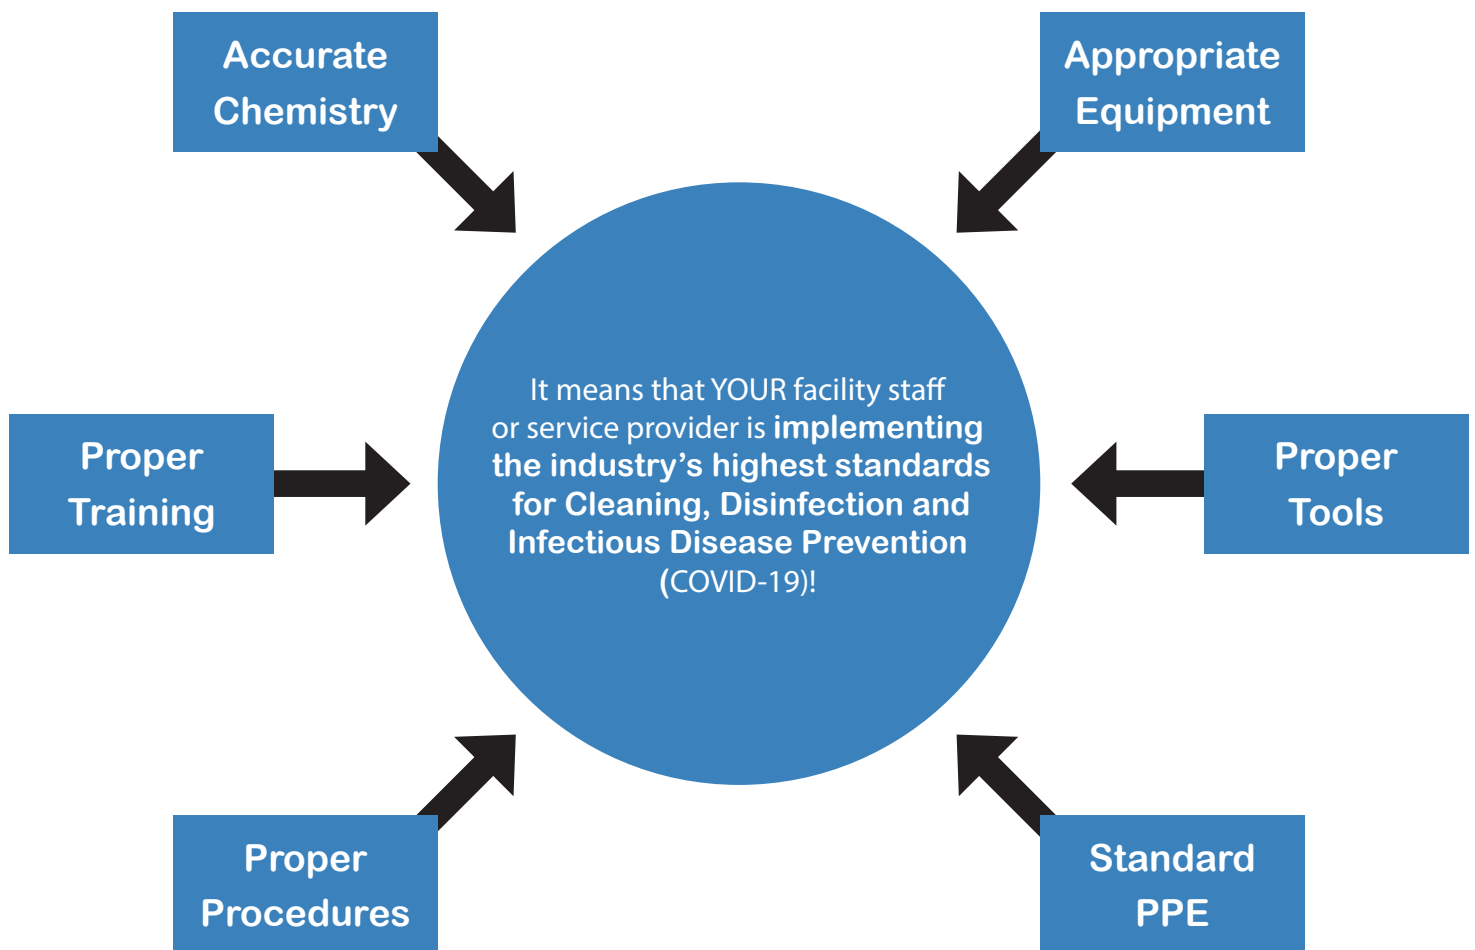 Accurate
Chemistry
Appropriate
Equipment
Proper
Training
It means that YOUR facility staff
or service provider is implementing
the industry’s highest standards
for Cleaning, Disinfection and
Infectious Disease Prevention
(COVID-19)!
Proper
Tools
Proper
Procedures
Standard
PPE